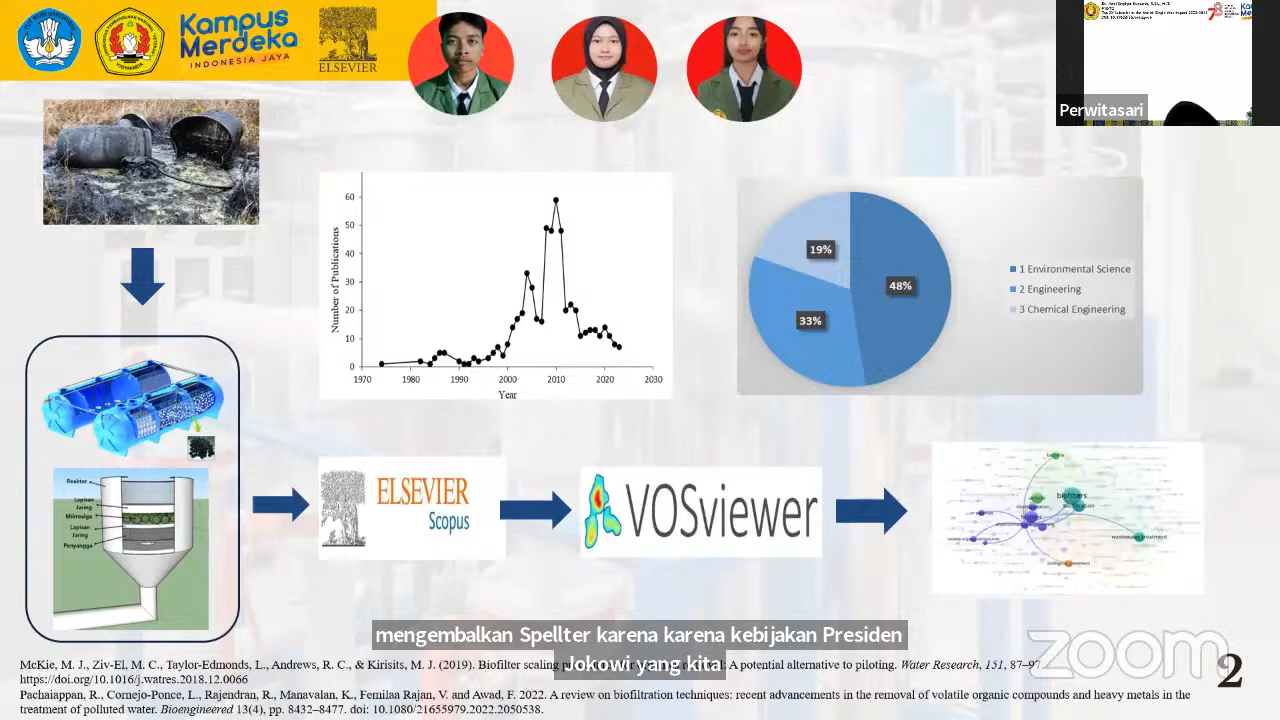 Kampus
Merdeka
INDONESIA JAYA
ELSEVIER
Perwitasari
Number of Publications
60
50
40
30
20
10
0
1970
1980
1990
2000
2010
2020
2030
Year
19%
48%
33%
1 Environmental Science
2 Engineering
3 Chemical Engineering
Reaktor
Lapisan
Jaring
Mikroalga
Lapisan
Jaring
Penyangga
ELSEVIER
Scopus
VOSviewer
bacteria
article
biofilters
biofiltration
wastewater treatment
biological treatment
mengembalkan Spellter karena karena kebijakan Presiden
Jokowi yang kita
McKie, M. J., Ziv-El, M. C., Taylor-Edmonds, L., Andrews, R. C., & Kirisits, M. J. (2019). Biofilter scaling A potential alternative to piloting. Water Research, 151, 87–97
https://doi.org/10.1016/j.watres.2018.12.0066
Pachaiappan, R., Cornejo-Ponce, L., Rajendran, R., Manavalan, K., Femilaa Rajan, V. and Awad, F. 2022. A review on biofiltration techniques: recent advancements in the removal of volatile organic compounds and heavy metals in the
treatment of polluted water. Bioengineered 13(4), pp. 8432–8477. doi: 10.1080/21655979.2022.2050538.
zoom
2